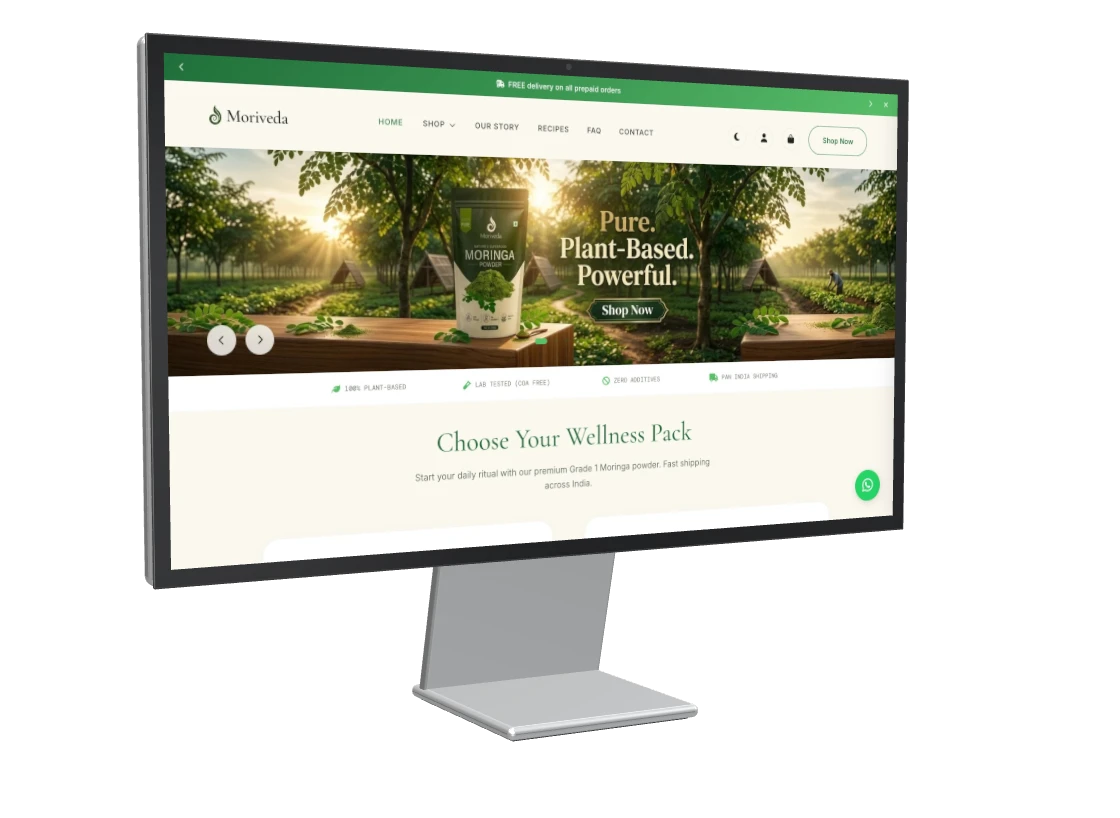 FREE delivery on all prepaid orders
Moriveda
HOME
SHOP
OUR STORY
RECIPES
FAQ
CONTACT
Shop Now
Moriveda
MORINGA
POWDER
Pure.
Plant-Based.
Powerful.
Shop Now
100% PLANT-BASED
LAB TESTED (COA FREE)
ZERO ADDITIVES
PAN INDIA SHIPPING
Choose Your Wellness Pack
Start your daily ritual with our premium Grade 1 Moringa powder. Fast shipping
across India.